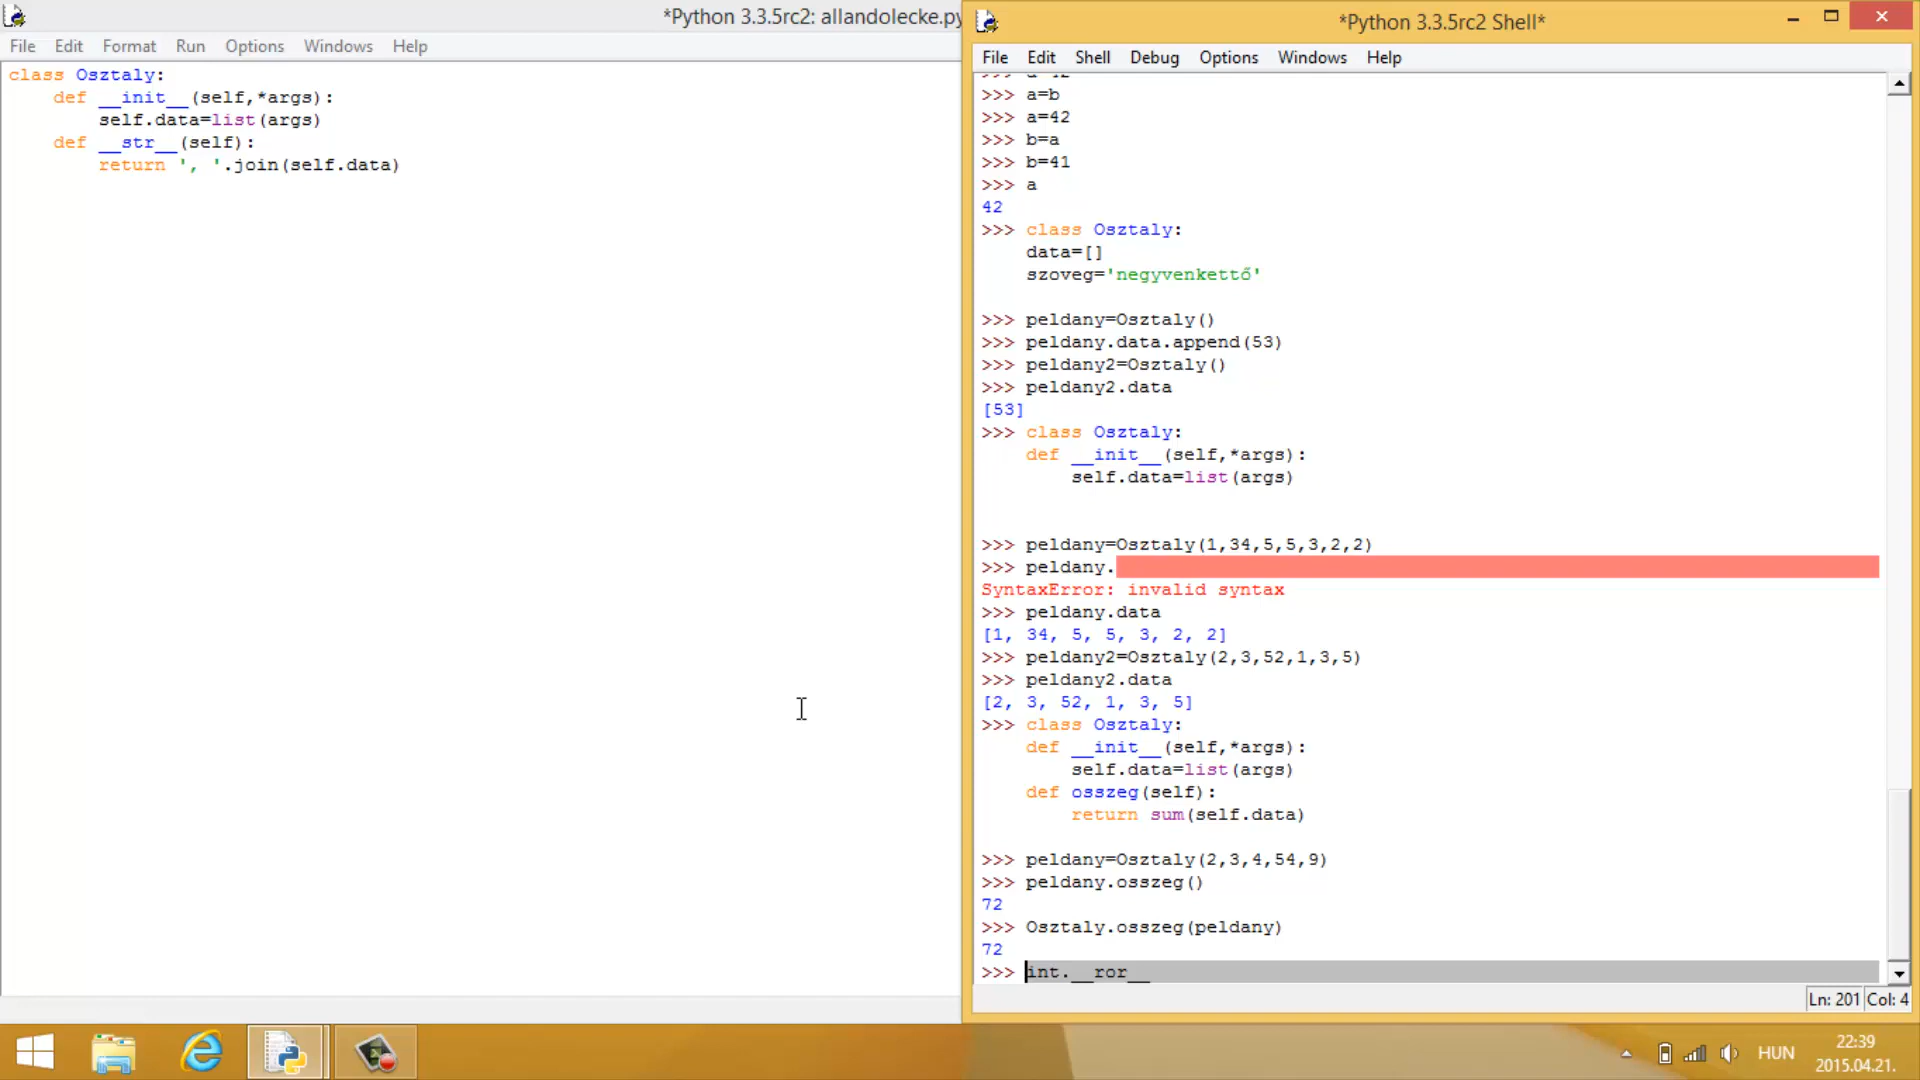 *Python 3.3.5rc2: allandolecke.py
File Edit Format Run Options Windows Help
class Osztaly:
    def __init__(self,*args):
        self.data=list(args)
    def __str__(self):
        return ', '.join(self.data)
*Python 3.3.5rc2 Shell*
File Edit Shell Debug Options Windows Help
>>> a=b
>>> a=42
>>> b=a
>>> b=41
>>> a
42
>>> class Osztaly:
    data=[]
    szoveg='negyvenkettő'
>>> peldany=Osztaly()
>>> peldany.data.append(53)
>>> peldany2=Osztaly()
>>> peldany2.data
[53]
>>> class Osztaly:
    def __init__(self,*args):
        self.data=list(args)
>>> peldany=Osztaly(1,34,5,5,3,2,2)
>>> peldany.
SyntaxError: invalid syntax
>>> peldany.data
[1, 34, 5, 5, 3, 2, 2]
>>> peldany2=Osztaly(2,3,52,1,3,5)
>>> peldany2.data
[2, 3, 52, 1, 3, 5]
>>> class Osztaly:
    def __init__(self,*args):
        self.data=list(args)
    def osszeg(self):
        return sum(self.data)
>>> peldany=Osztaly(2,3,4,54,9)
>>> peldany.osszeg()
72
>>> Osztaly.osszeg(peldany)
72
>>> int.__ror__
Ln: 201 Col: 4
HUN
22:39
2015.04.21.